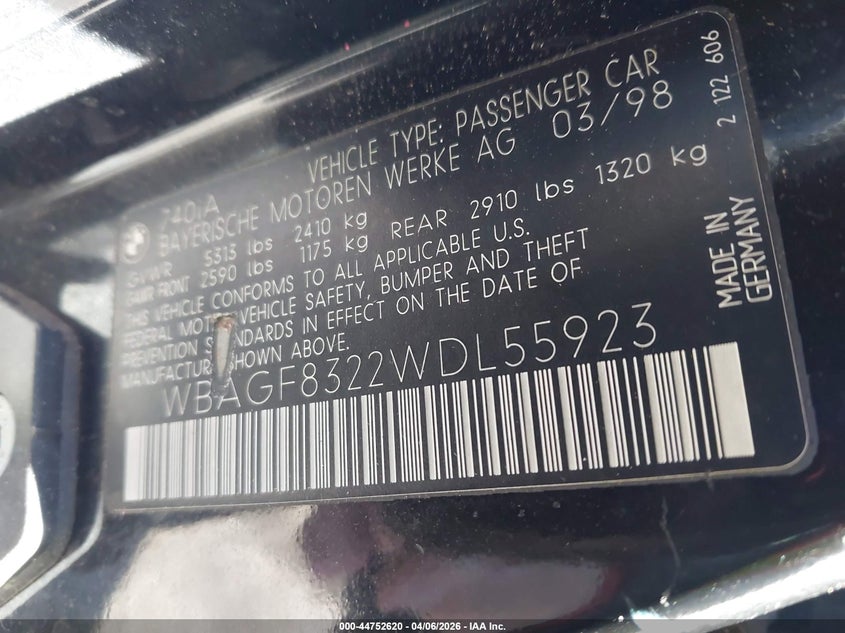 740iA VEHICLE TYPE: PASSENGER CAR
BAYERISCHE MOTOREN WERKE AG 03/98
GVWR 5313 lbs 2410 kg
GAWR FRONT 2590 lbs 1175 kg REAR 2910 lbs 1320 kg
THIS VEHICLE CONFORMS TO ALL APPLICABLE U.S.
FEDERAL MOTOR VEHICLE SAFETY, BUMPER AND THEFT
PREVENTION STANDARDS IN EFFECT ON THE DATE OF
MANUFACTURE SHOWN ABOVE.
WBAGF8322WDL55923
MADE IN
GERMANY
2 122 606
000-44752620 - 04/06/2026 - IAA Inc.